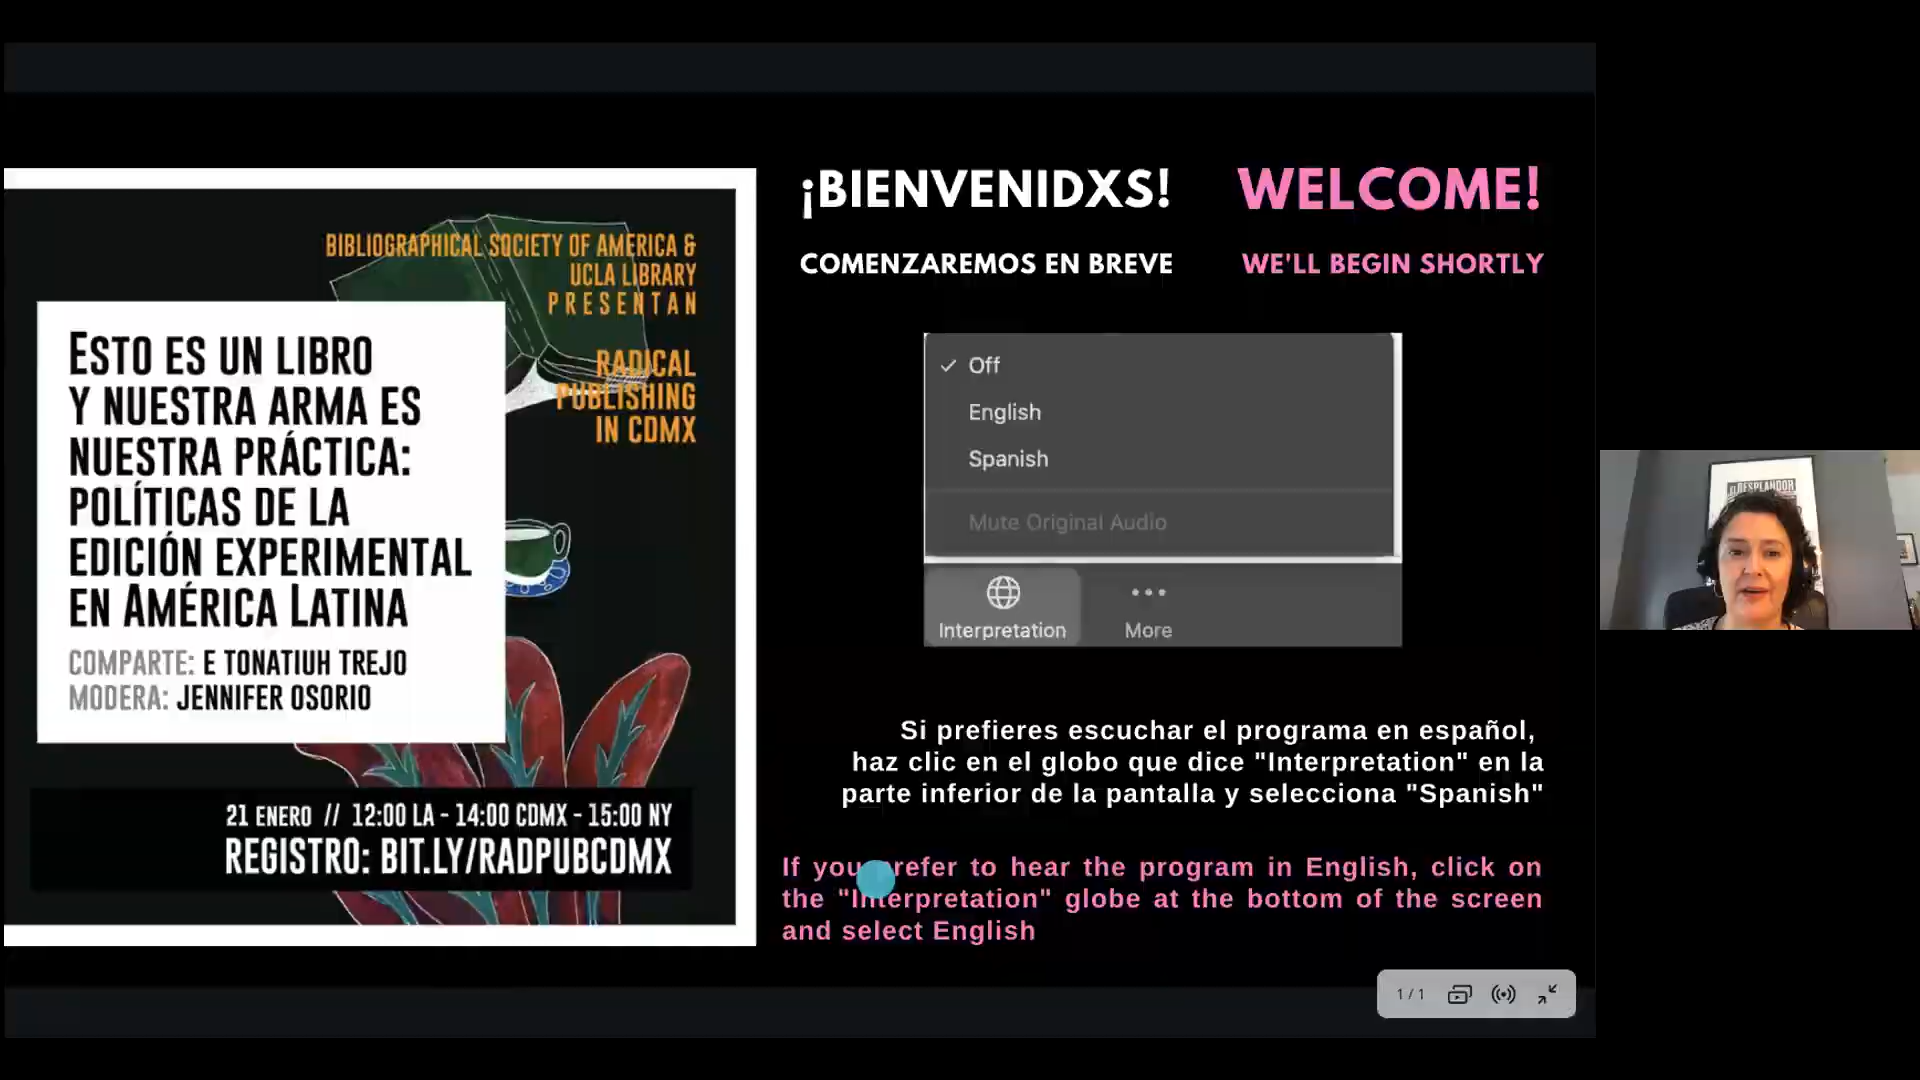 BIBLIOGRAPHICAL SOCIETY OF AMERICA &
UCLA LIBRARY
PRESENTAN
RADICAL
PUBLISHING
IN CDMX
ESTO ES UN LIBRO
Y NUESTRA ARMA ES
NUESTRA PRÁCTICA:
POLÍTICAS DE LA
EDICIÓN EXPERIMENTAL
EN AMÉRICA LATINA
COMPARTE: E TONATIUH TREJO
MODERA: JENNIFER OSORIO
21 ENERO // 12:00 LA - 14:00 CDMX - 15:00 NY
REGISTRO: BIT.LY/RADPUBCDMX
¡BIENVENIDXS!
COMENZAREMOS EN BREVE
WELCOME!
WE'LL BEGIN SHORTLY
Off
English
Spanish
Mute Original Audio
Interpretation
More
Si prefieres escuchar el programa en español,
haz clic en el globo que dice "Interpretation" en la
parte inferior de la pantalla y selecciona "Spanish"
If you prefer to hear the program in English, click on
the "Interpretation" globe at the bottom of the screen
and select English
1 / 1
EL RESPLANDOR